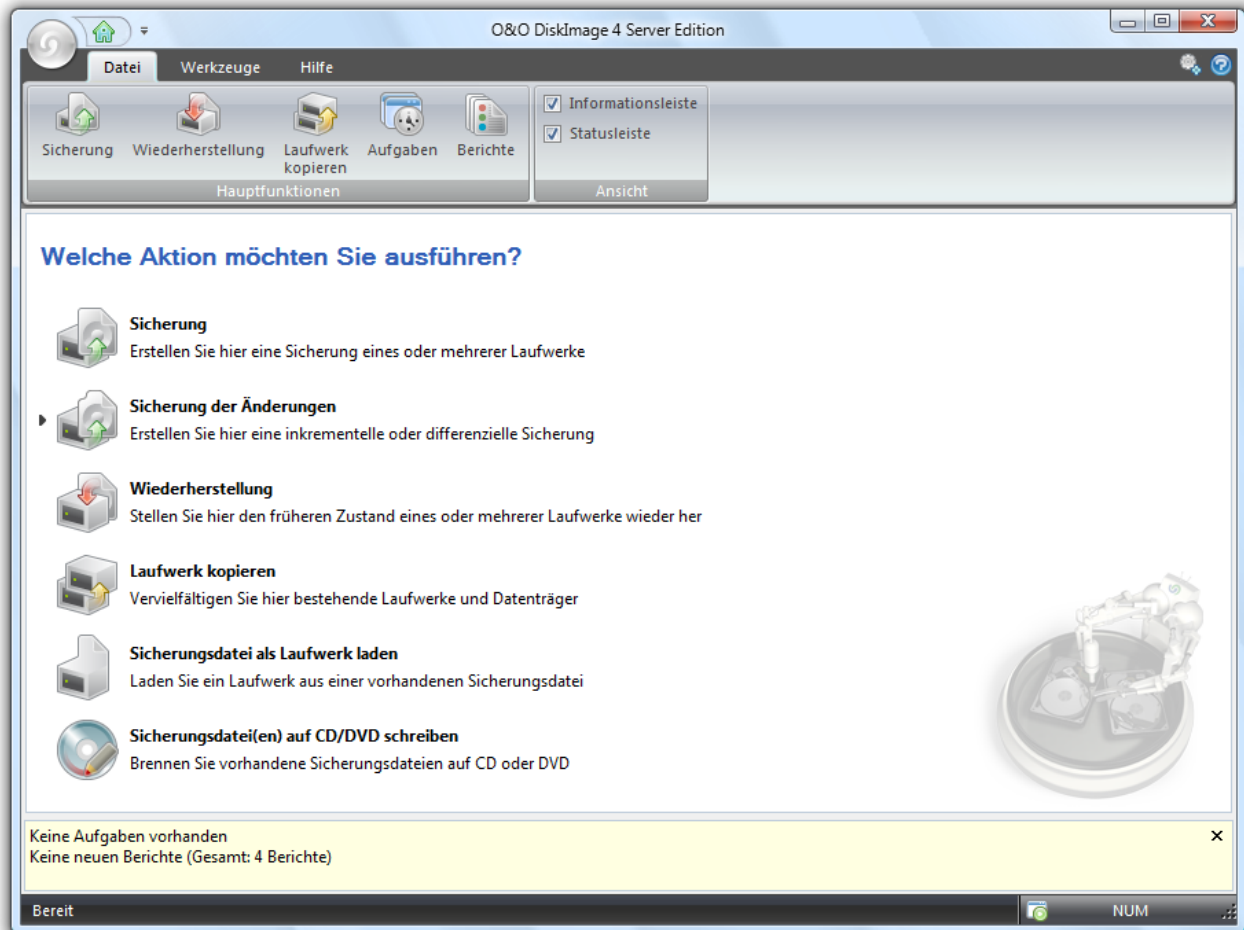 O&O DiskImage 4 Server Edition
Datei Werkzeuge Hilfe
Sicherung Wiederherstellung Laufwerk kopieren Aufgaben Berichte
Hauptfunktionen
Informationsleiste
Statusleiste
Ansicht
Welche Aktion möchten Sie ausführen?
Sicherung
Erstellen Sie hier eine Sicherung eines oder mehrerer Laufwerke
Sicherung der Änderungen
Erstellen Sie hier eine inkrementelle oder differenzielle Sicherung
Wiederherstellung
Stellen Sie hier den früheren Zustand eines oder mehrerer Laufwerke wieder her
Laufwerk kopieren
Vervielfältigen Sie hier bestehende Laufwerke und Datenträger
Sicherungsdatei als Laufwerk laden
Laden Sie ein Laufwerk aus einer vorhandenen Sicherungsdatei
Sicherungsdatei(en) auf CD/DVD schreiben
Brennen Sie vorhandene Sicherungsdateien auf CD oder DVD
Keine Aufgaben vorhanden
Keine neuen Berichte (Gesamt: 4 Berichte)
Bereit NUM